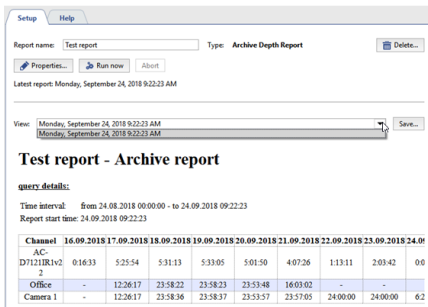 Setup Help
Report name: Test report Type: Archive Depth Report Delete...
Properties... Run now Abort
Latest report: Monday, September 24, 2018 9:22:23 AM
View: Monday, September 24, 2018 9:22:23 AM Save...
Monday, September 24, 2018 9:22:23 AM
Test report - Archive report
query details:
Time interval: from 24.08.2018 00:00:00 - to 24.09.2018 09:22:23
Report start time: 24.09.2018 09:22:23
Channel 16.09.2018 17.09.2018 18.09.2018 19.09.2018 20.09.2018 21.09.2018 22.09.2018 23.09.2018 24.09
AC-
D7121IR1v2 0:16:33 5:25:54 5:31:13 5:33:05 5:01:50 4:07:26 1:13:11 2:03:42 0:0
2
Office - 12:26:17 23:58:22 23:58:23 23:53:48 16:03:02 - -
Camera 1 - 12:26:17 23:58:36 23:58:37 23:53:57 23:57:05 24:00:00 24:00:00 6:2